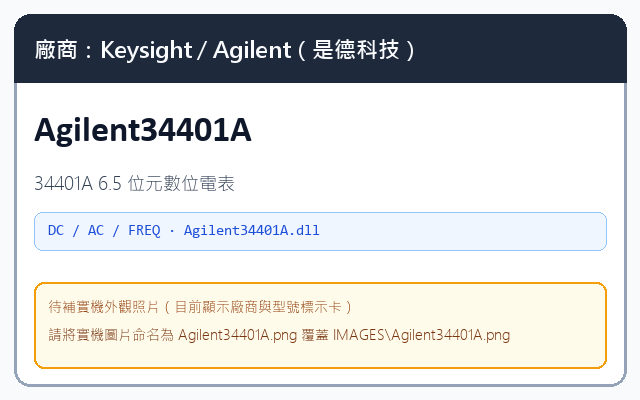 廠商：Keysight / Agilent（是德科技）
Agilent34401A
34401A 6.5 位元數位電表
DC / AC / FREQ · Agilent34401A.dll
待補實機外觀照片（目前顯示廠商與型號標示卡）
請將實機圖片命名為 Agilent34401A.png 覆蓋 IMAGES\Agilent34401A.png